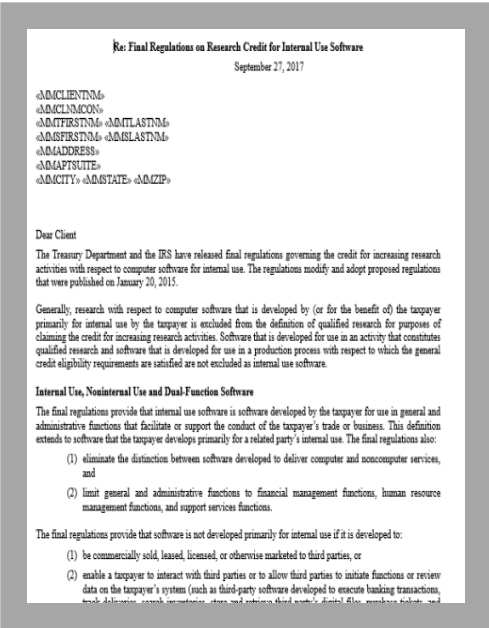 Re: Final Regulations on Research Credit for Internal Use Software
September 27, 2017
«MMCLIENTNM»
«MMCLNMCON»
«MMTFIRSTNM» «MMTLASTNM»
«MMSFIRSTNM» «MMSLASTNM»
«MMADDRESS»
«MMAPTSUITE»
«MMCITY» «MMSTATE» «MMZIP»
Dear Client
The Treasury Department and the IRS have released final regulations governing the credit for increasing research
activities with respect to computer software for internal use. The regulations modify and adopt proposed regulations
that were published on January 20, 2015.
Generally, research with respect to computer software that is developed by (or for the benefit of) the taxpayer
primarily for internal use by the taxpayer is excluded from the definition of qualified research for purposes of
claiming the credit for increasing research activities. Software that is developed for use in an activity that constitutes
qualified research and software that is developed for use in a production process with respect to which the general
credit eligibility requirements are satisfied are not excluded as internal use software.
Internal Use, Noninternal Use and Dual-Function Software
The final regulations provide that internal use software is software developed by the taxpayer for use in general and
administrative functions that facilitate or support the conduct of the taxpayer's trade or business. This definition
extends to software that the taxpayer develops primarily for a related party's internal use. The final regulations also:
(1) eliminate the distinction between software developed to deliver computer and noncomputer services,
and
(2) limit general and administrative functions to financial management functions, human resource
management functions, and support services functions.
The final regulations provide that software is not developed primarily for internal use if it is developed to:
(1) be commercially sold, leased, licensed, or otherwise marketed to third parties, or
(2) enable a taxpayer to interact with third parties or to allow third parties to initiate functions or review
data on the taxpayer's system (such as third-party software developed to execute banking transactions,
track deliveries, search inventories, store and retrieve third party's digital files, purchase tickets, and